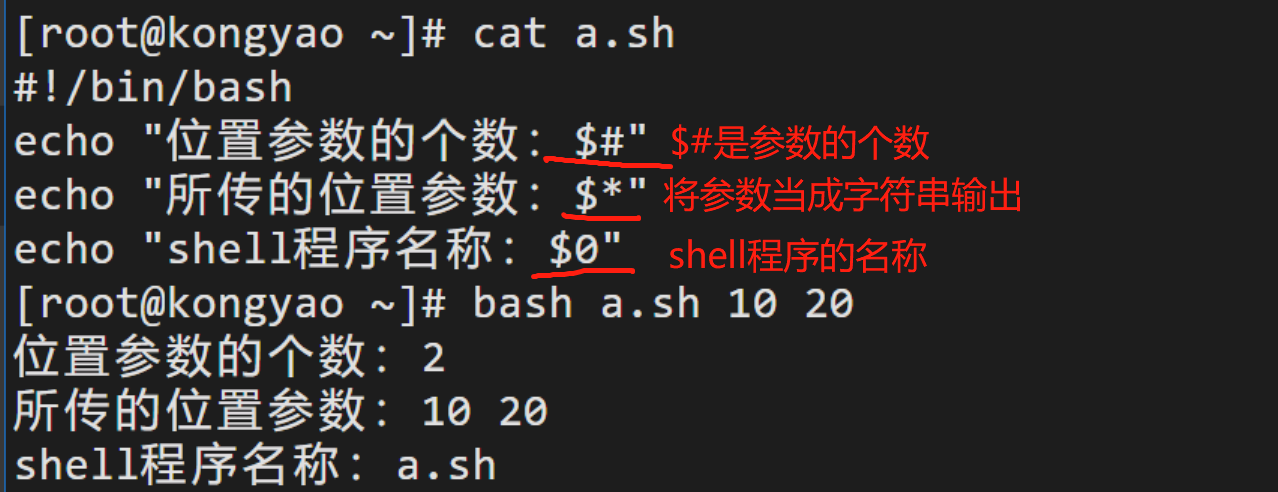 [root@kongyao ~]# cat a.sh
#!/bin/bash
echo "位置参数的个数：$#" $#是参数的个数
echo "所传的位置参数：$*" 将参数当成字符串输出
echo "shell程序名称：$0" shell程序的名称
[root@kongyao ~]# bash a.sh 10 20
位置参数的个数：2
所传的位置参数：10 20
shell程序名称：a.sh